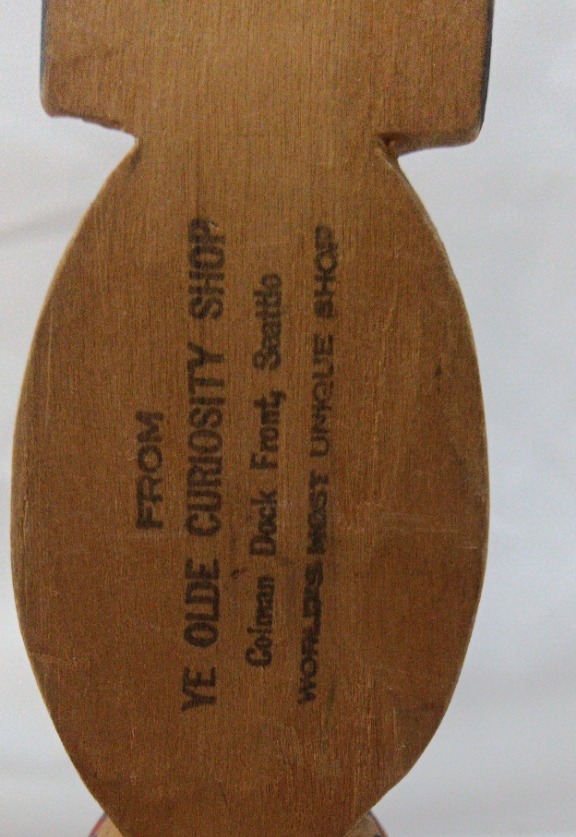 FROM
YE OLDE CURIOSITY SHOP
Colman Dock Front, Seattle
WORLDS MOST UNIQUE SHOP